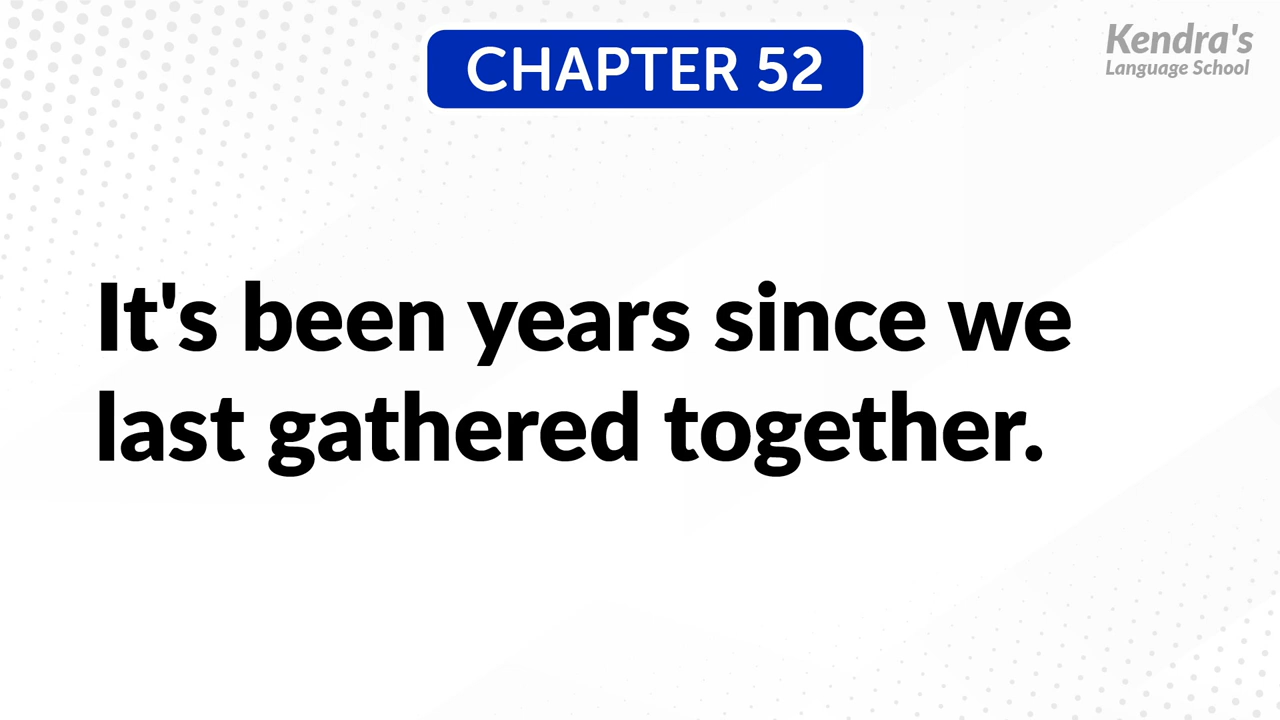 CHAPTER 52
Kendra's
Language School
It's been years since we
last gathered together.